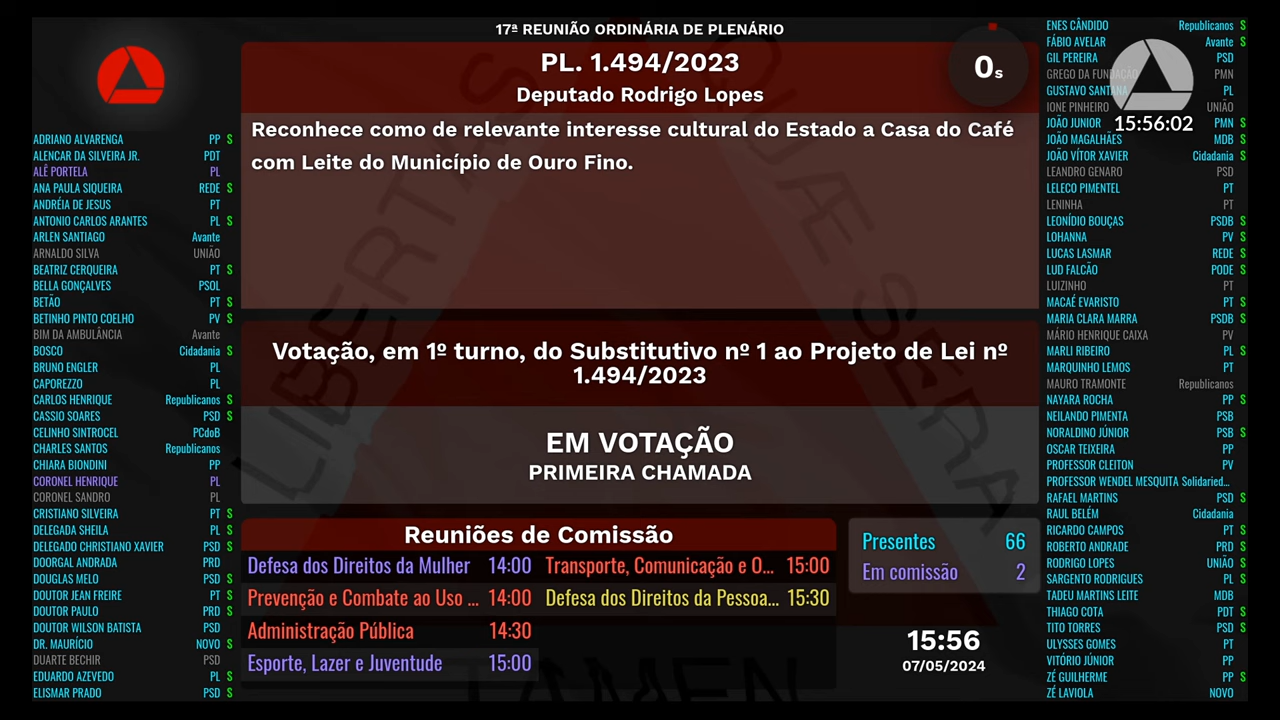 17ª REUNIÃO ORDINÁRIA DE PLENÁRIO
PL. 1.494/2023
Deputado Rodrigo Lopes
0s
Reconhece como de relevante interesse cultural do Estado a Casa do Café
com Leite do Município de Ouro Fino.
Votação, em 1º turno, do Substitutivo nº 1 ao Projeto de Lei nº
1.494/2023
EM VOTAÇÃO
PRIMEIRA CHAMADA
Reuniões de Comissão
Defesa dos Direitos da Mulher 14:00 Transporte, Comunicação e O... 15:00
Prevenção e Combate ao Uso ... 14:00 Defesa dos Direitos da Pessoa... 15:30
Administração Pública 14:30
Esporte, Lazer e Juventude 15:00
Presentes 66
Em comissão 2
15:56
07/05/2024
ADRIANO ALVARENGA PP S
ALENCAR DA SILVEIRA JR. PDT
ALÊ PORTELA PL
ANA PAULA SIQUEIRA REDE S
ANDRÉIA DE JESUS PT
ANTONIO CARLOS ARANTES PL S
ARLEN SANTIAGO Avante
ARNALDO SILVA UNIÃO
BEATRIZ CERQUEIRA PT S
BELLA GONÇALVES PSOL
BETÃO PT S
BETINHO PINTO COELHO PV S
BIM DA AMBULÂNCIA Avante
BOSCO Cidadania S
BRUNO ENGLER PL
CAPOREZZO PL
CARLOS HENRIQUE Republicanos S
CASSIO SOARES PSD S
CELINHO SINTROCEL PCdoB
CHARLES SANTOS Republicanos
CHIARA BIONDINI PP
CORONEL HENRIQUE PL
CORONEL SANDRO PL
CRISTIANO SILVEIRA PT S
DELEGADA SHEILA PL S
DELEGADO CHRISTIANO XAVIER PSD S
DOORGAL ANDRADA PRD
DOUGLAS MELO PSD S
DOUTOR JEAN FREIRE PT S
DOUTOR PAULO PRD S
DOUTOR WILSON BATISTA PSD
DR. MAURÍCIO NOVO S
DUARTE BECHIR PSD
EDUARDO AZEVEDO PL S
ELISMAR PRADO PSD S
ENES CÂNDIDO Republicanos S
FÁBIO AVELAR Avante S
GIL PEREIRA PSD
GREGO DA FUNDAÇÃO PMN
GUSTAVO SANTANA PL
IONE PINHEIRO UNIÃO
JOÃO JUNIOR PMN S
15:56:02
JOÃO MAGALHÃES MDB S
JOÃO VÍTOR XAVIER Cidadania S
LEANDRO GENARO PSD
LELECO PIMENTEL PT
LENINHA PT
LEONÍDIO BOUÇAS PSDB S
LOHANNA PV S
LUCAS LASMAR REDE S
LUD FALCÃO PODE S
LUIZINHO PT
MACAÉ EVARISTO PT S
MARIA CLARA MARRA PSDB S
MÁRIO HENRIQUE CAIXA PV
MARLI RIBEIRO PL S
MARQUINHO LEMOS PT
MAURO TRAMONTE Republicanos
NAYARA ROCHA PP S
NEILANDO PIMENTA PSB
NORALDINO JÚNIOR PSB S
OSCAR TEIXEIRA PP
PROFESSOR CLEITON PV
PROFESSOR WENDEL MESQUITA Solidaried...
RAFAEL MARTINS PSD S
RAUL BELÉM Cidadania
RICARDO CAMPOS PT S
ROBERTO ANDRADE PRD S
RODRIGO LOPES UNIÃO S
SARGENTO RODRIGUES PL S
TADEU MARTINS LEITE MDB
THIAGO COTA PDT S
TITO TORRES PSD S
ULYSSES GOMES PT
VITÓRIO JÚNIOR PP
ZÉ GUILHERME PP S
ZÉ LAVIOLA NOVO
LIBERTAS
QUÆ SERA
TAMEN